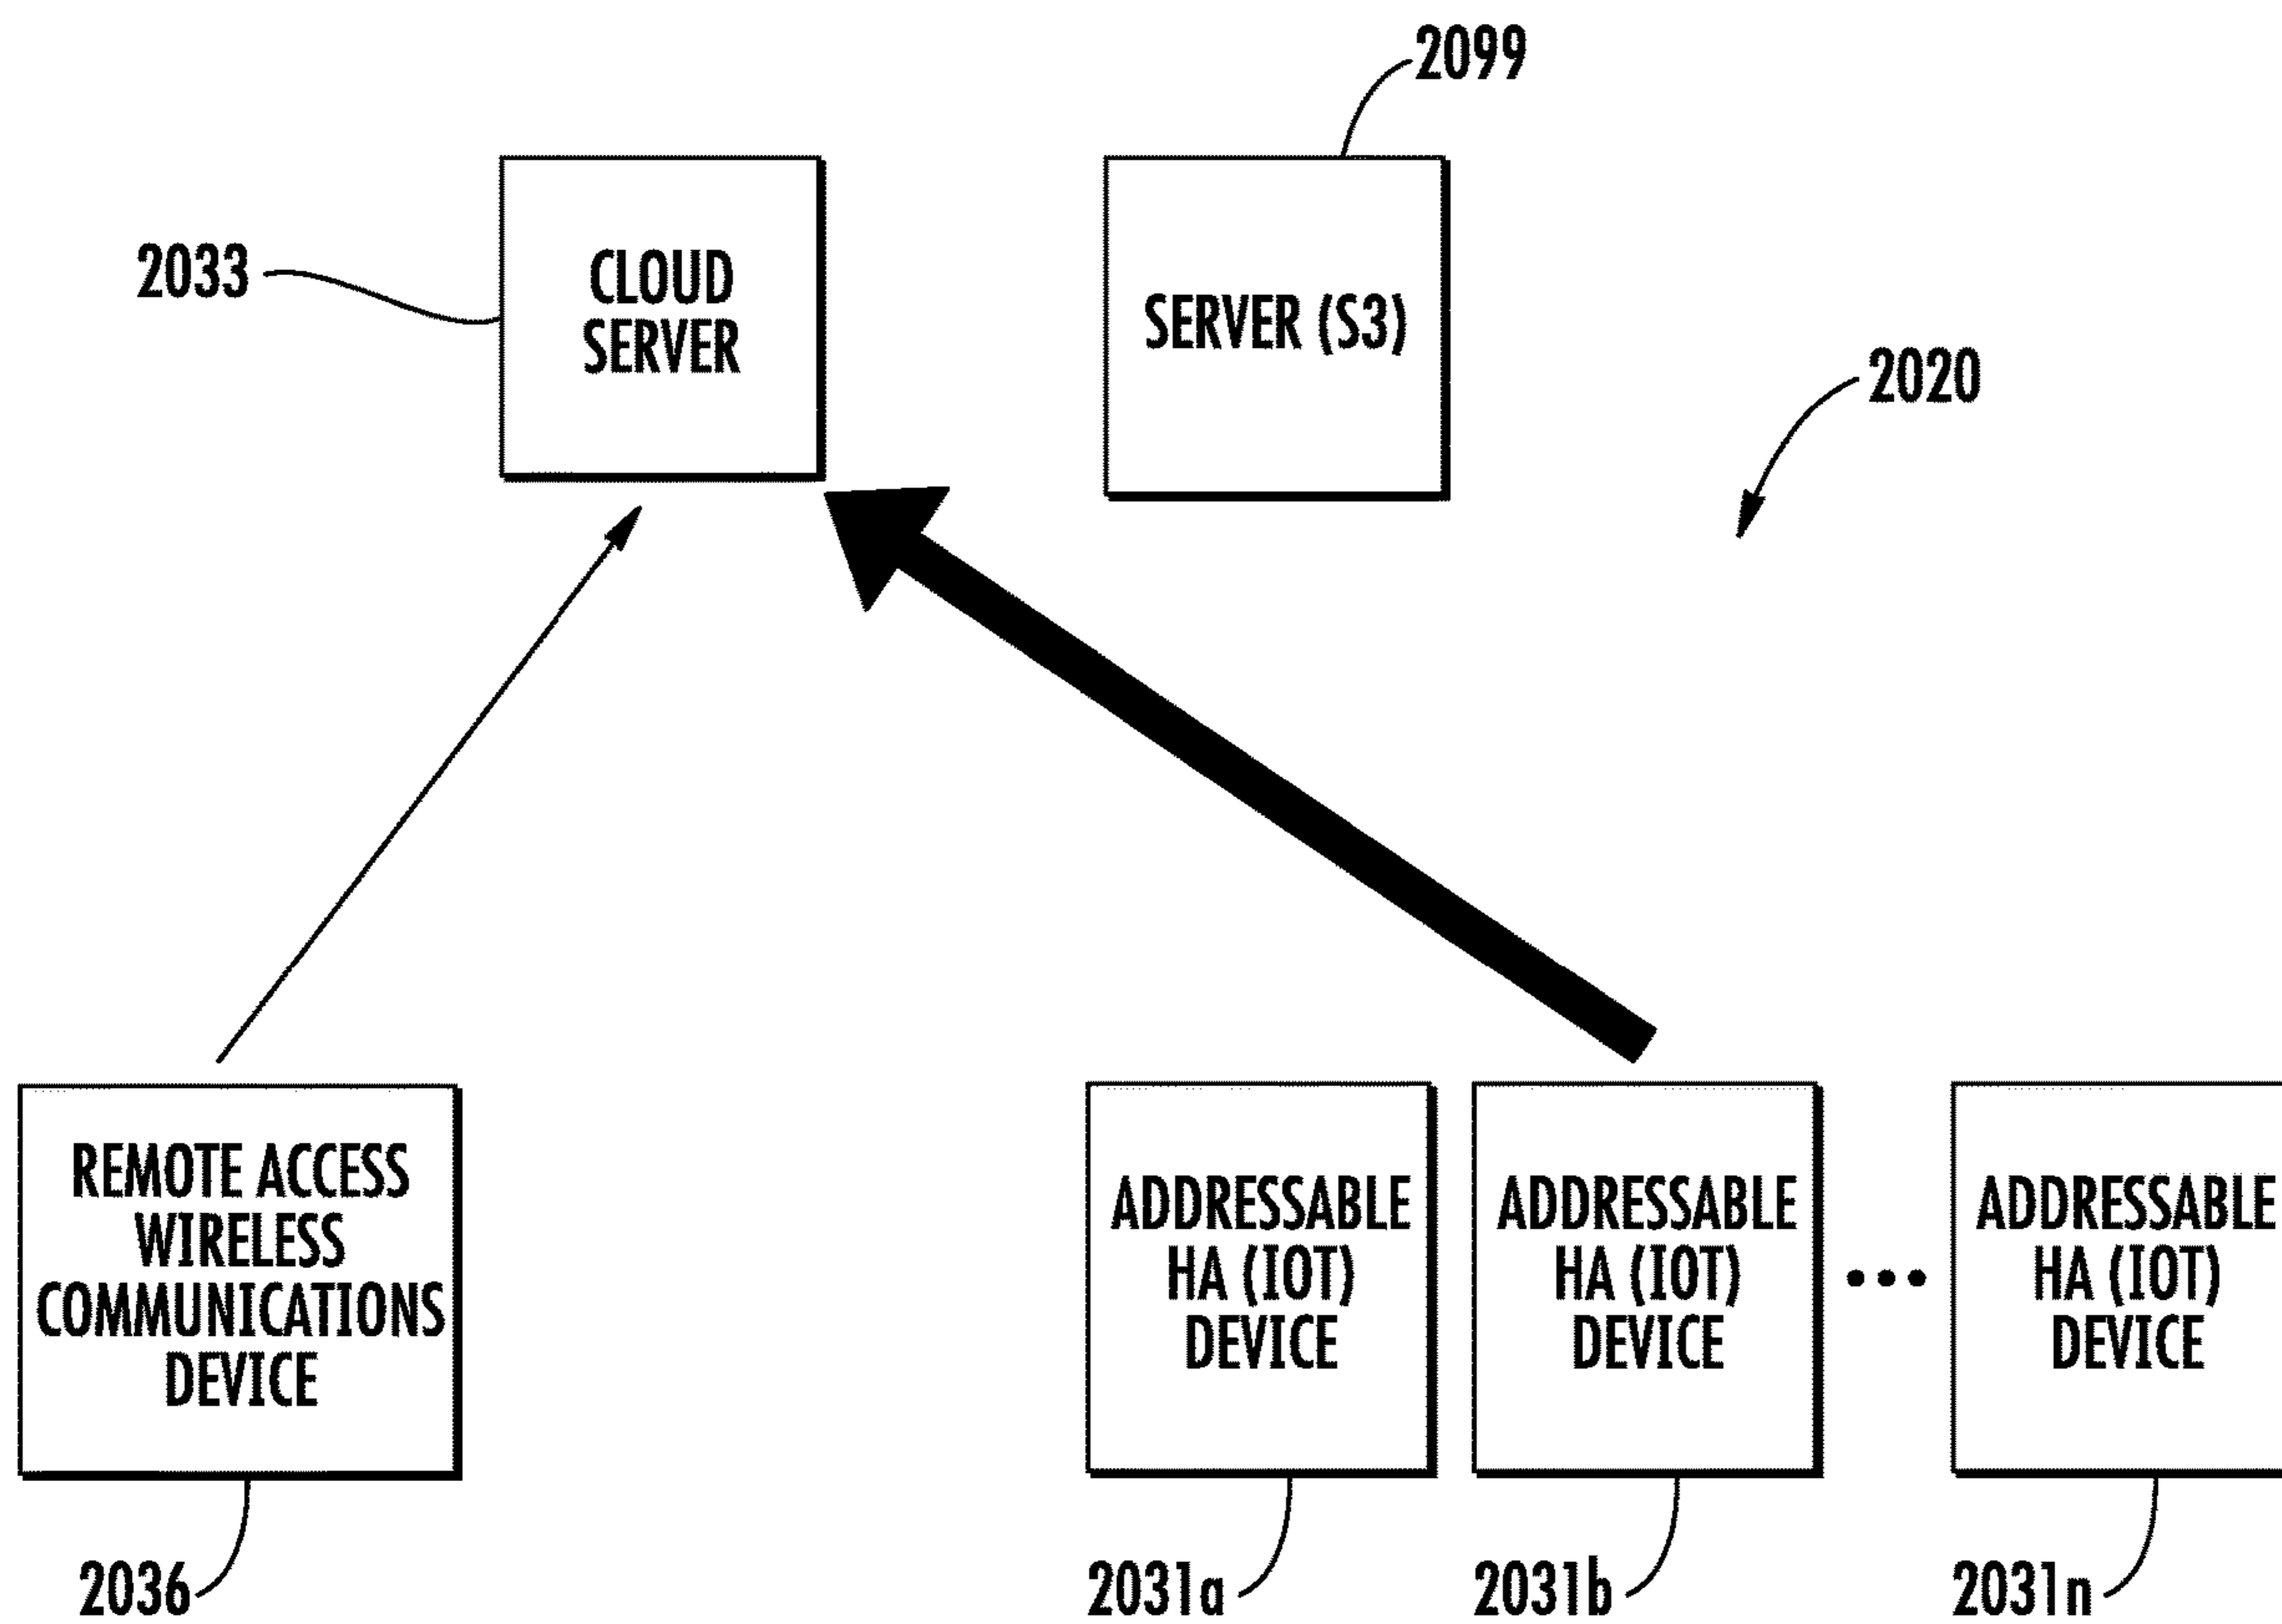 2099
2033
CLOUD
SERVER
SERVER (S3)
2020
REMOTE ACCESS
WIRELESS
COMMUNICATIONS
DEVICE
ADDRESSABLE
HA (IOT)
DEVICE
ADDRESSABLE
HA (IOT)
DEVICE
ADDRESSABLE
HA (IOT)
DEVICE
2036
2031a
2031b
2031n